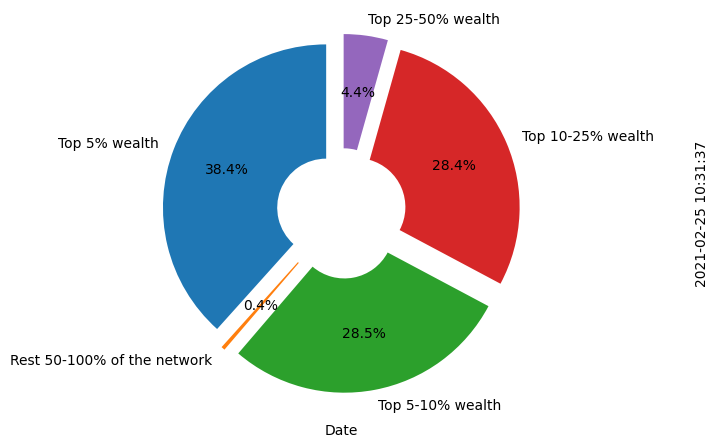 Top 25-50% wealth
4.4%
Top 10-25% wealth
28.4%
Top 5% wealth
38.4%
2021-02-25 10:31:37
0.4%
28.5%
Rest 50-100% of the network
Top 5-10% wealth
Date